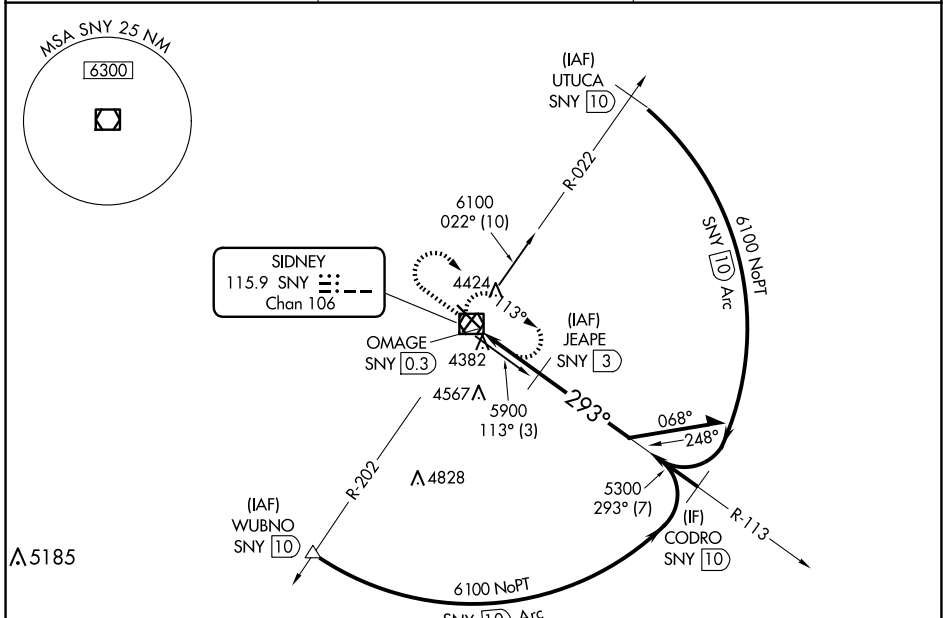 MSA SNY 25 NM
6300
(IAF)
UTUCA
SNY 10
R-022
6100
022° (10)
6100 NoPT
SNY 10 Arc
SIDNEY
115.9 SNY
Chan 106
4424
113°
OMAGE
SNY 0.3
4382
(IAF)
JEAPE
SNY 3
4567
5900
113° (3)
293°
068°
248°
4828
R-202
5300
293° (7)
(IF)
CODRO
SNY 10
R-113
(IAF)
WUBNO
SNY 10
5185
6100 NoPT
SNY 10 Arc